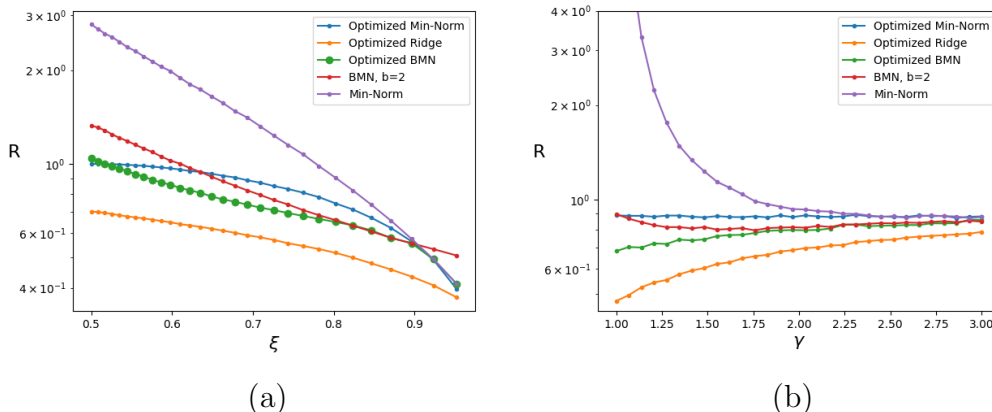 R
3 × 10⁰
2 × 10⁰
10⁰
6 × 10⁻¹
4 × 10⁻¹
Optimized Min-Norm
Optimized Ridge
Optimized BMN
BMN, b=2
Min-Norm
0.5 0.6 0.7 0.8 0.9
ξ
(a)
R
4 × 10⁰
2 × 10⁰
10⁰
6 × 10⁻¹
Optimized Min-Norm
Optimized Ridge
Optimized BMN
BMN, b=2
Min-Norm
1.00 1.25 1.50 1.75 2.00 2.25 2.50 2.75 3.00
γ
(b)